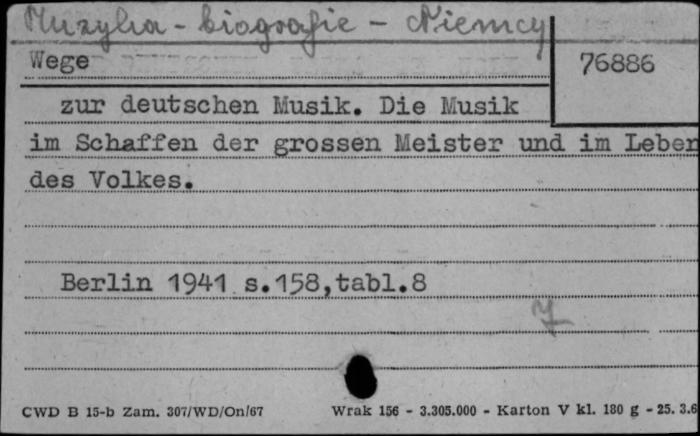 Muzyka - biografie - Niemcy
Wege
76886
zur deutschen Musik. Die Musik
im Schaffen der grossen Meister und im Leben
des Volkes.
Berlin 1941 s.158,tabl.8
7
CWD B 15-b Zam. 307/WD/On/67 Wrak 156 - 3.305.000 - Karton V kl. 180 g - 25. 3.6